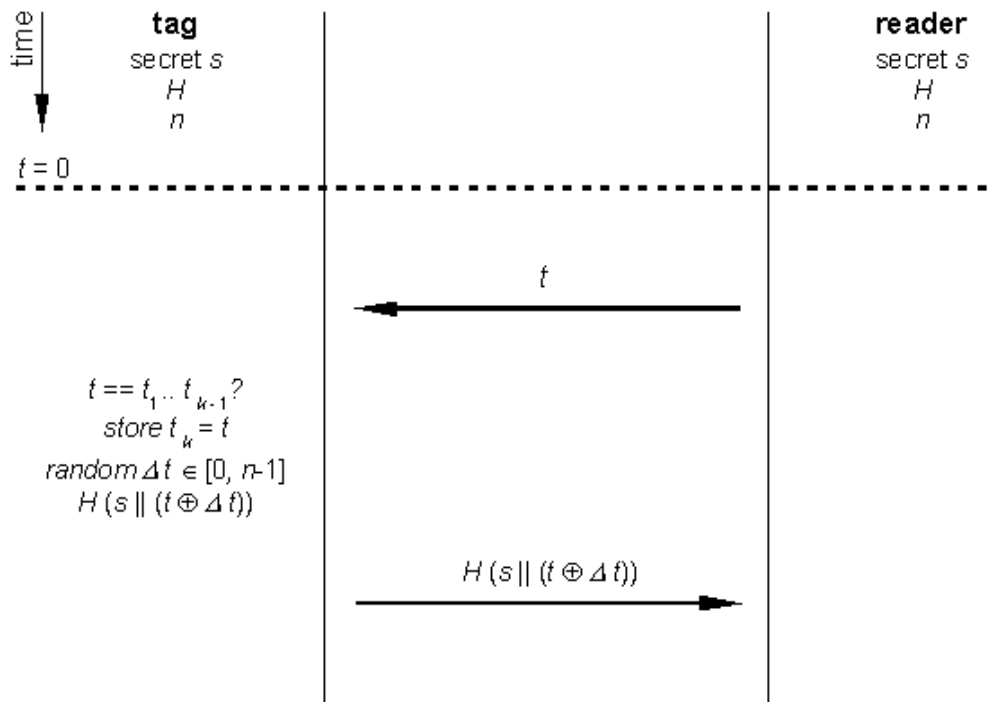 time
tag
secret s
H
n
reader
secret s
H
n
t = 0
t
t == t₁.. tₖ₋₁?
store tₖ = t
random Δt ∈ [0, n-1]
H (s || (t ⊕ Δt))
H (s || (t ⊕ Δt))